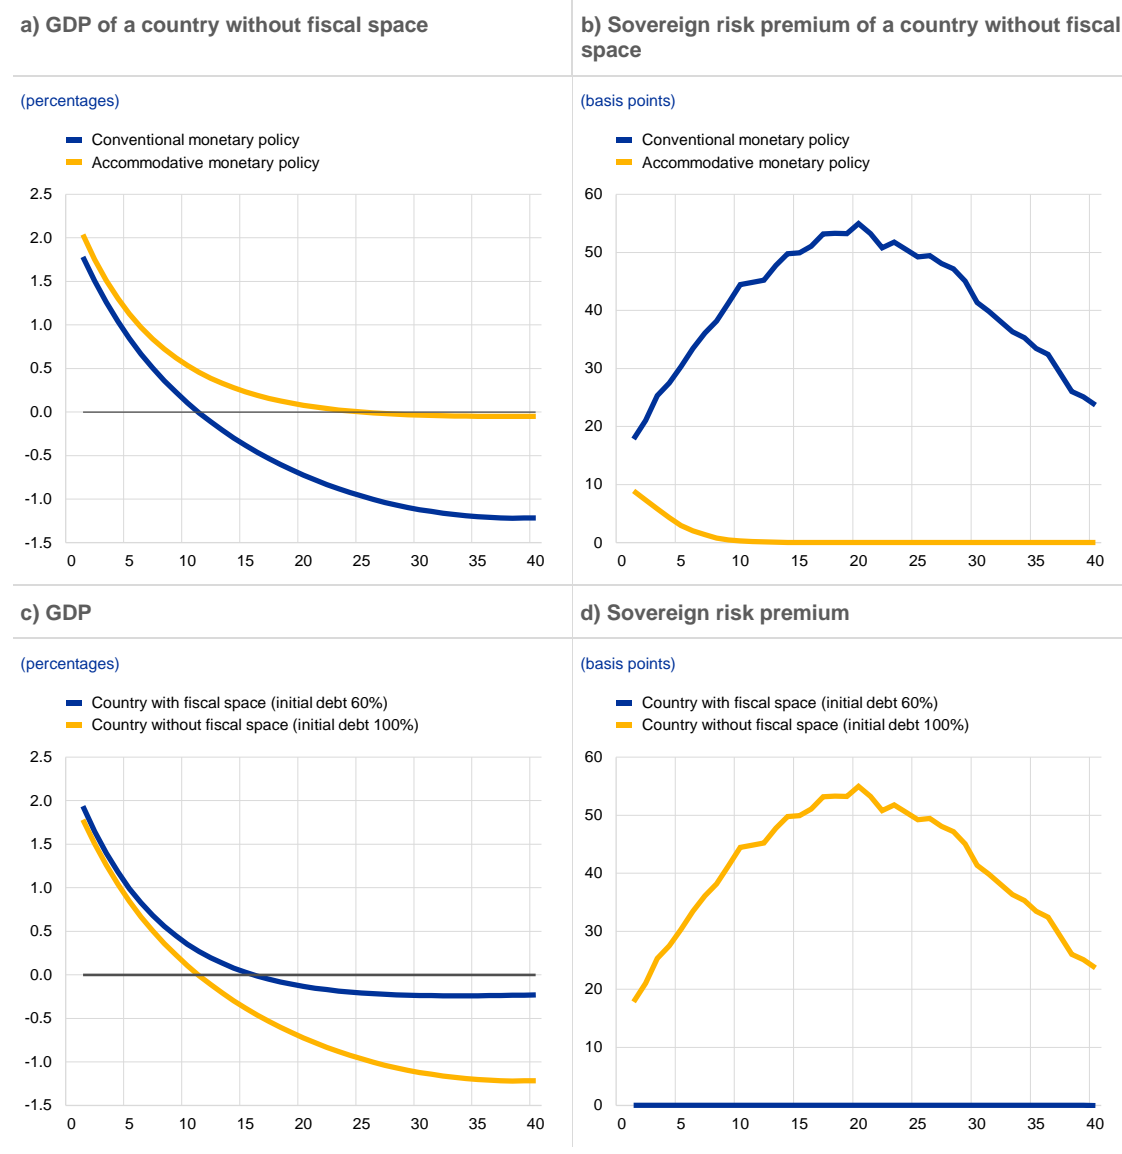 a) GDP of a country without fiscal space
(percentages)
Conventional monetary policy
Accommodative monetary policy
2.5
2.0
1.5
1.0
0.5
0.0
-0.5
-1.0
-1.5
0 5 10 15 20 25 30 35 40
b) Sovereign risk premium of a country without fiscal
space
(basis points)
Conventional monetary policy
Accommodative monetary policy
60
50
40
30
20
10
0
0 5 10 15 20 25 30 35 40
c) GDP
(percentages)
Country with fiscal space (initial debt 60%)
Country without fiscal space (initial debt 100%)
2.5
2.0
1.5
1.0
0.5
0.0
-0.5
-1.0
-1.5
0 5 10 15 20 25 30 35 40
d) Sovereign risk premium
(basis points)
Country with fiscal space (initial debt 60%)
Country without fiscal space (initial debt 100%)
60
50
40
30
20
10
0
0 5 10 15 20 25 30 35 40